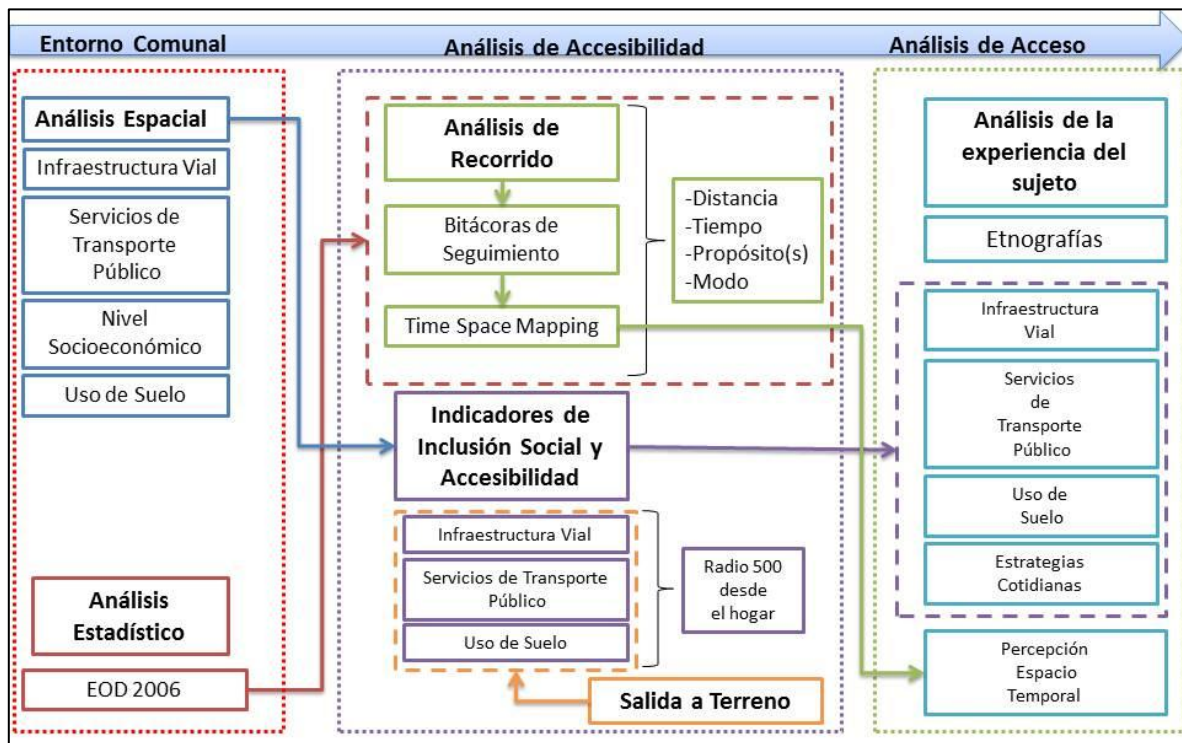 Entorno Comunal
Análisis de Accesibilidad
Análisis de Acceso
Análisis Espacial
Infraestructura Vial
Servicios de
Transporte
Público
Nivel
Socioeconómico
Uso de Suelo
Análisis
Estadístico
EOD 2006
Análisis de
Recorrido
Bitácoras de
Seguimiento
Time Space Mapping
-Distancia
-Tiempo
-Propósito(s)
-Modo
Indicadores de
Inclusión Social y
Accesibilidad
Infraestructura Vial
Servicios de Transporte
Público
Uso de Suelo
Radio 500
desde
el hogar
Salida a Terreno
Análisis de la
experiencia del
sujeto
Etnografías
Infraestructura
Vial
Servicios
de
Transporte
Público
Uso de
Suelo
Estrategias
Cotidianas
Percepción
Espacio
Temporal